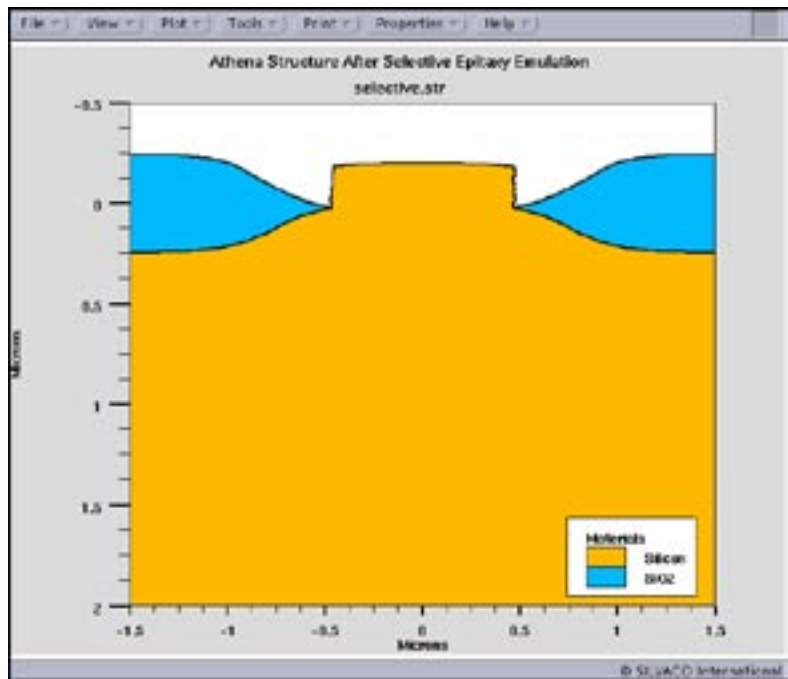 File View Plot Tools Print Properties Help
Athena Structure After Selective Epitaxy Emulation
selective.str
-0.5
0
0.5
1
1.5
2
Microns
-1.5 -1 -0.5 0 0.5 1 1.5
Microns
Materials
Silicon
SiO2
© SILVACO International